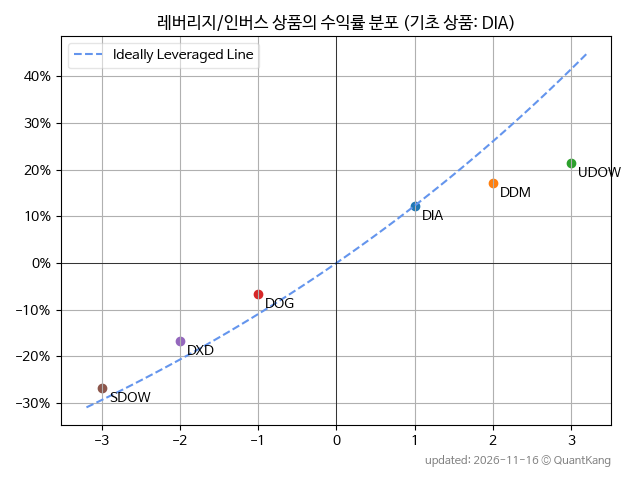 레버리지/인버스 상품의 수익률 분포 (기초 상품: DIA)
Ideally Leveraged Line
40%
30%
20%
10%
0%
-10%
-20%
-30%
UDOW
DDM
DIA
DOG
DXD
SDOW
-3 -2 -1 0 1 2 3
updated: 2026-11-16 © QuantKang